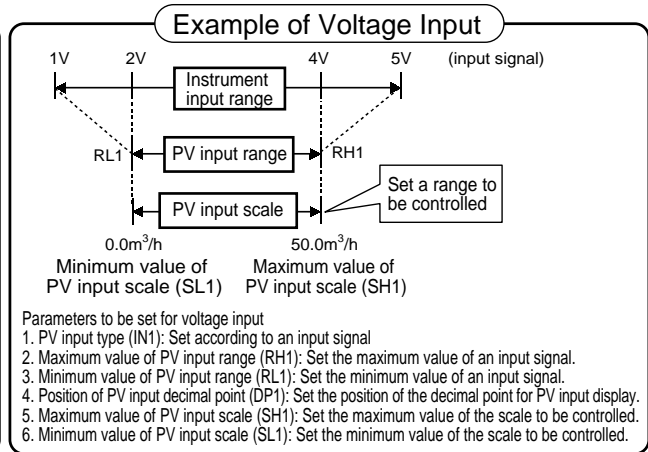 Example of Voltage Input
1V 2V 4V 5V (input signal)
Instrument
input range
RL1 PV input range RH1
Set a range to
be controlled
PV input scale
0.0m³/h 50.0m³/h
Minimum value of Maximum value of
PV input scale (SL1) PV input scale (SH1)
Parameters to be set for voltage input
1. PV input type (IN1): Set according to an input signal
2. Maximum value of PV input range (RH1): Set the maximum value of an input signal.
3. Minimum value of PV input range (RL1): Set the minimum value of an input signal.
4. Position of PV input decimal point (DP1): Set the position of the decimal point for PV input display.
5. Maximum value of PV input scale (SH1): Set the maximum value of the scale to be controlled.
6. Minimum value of PV input scale (SL1): Set the minimum value of the scale to be controlled.